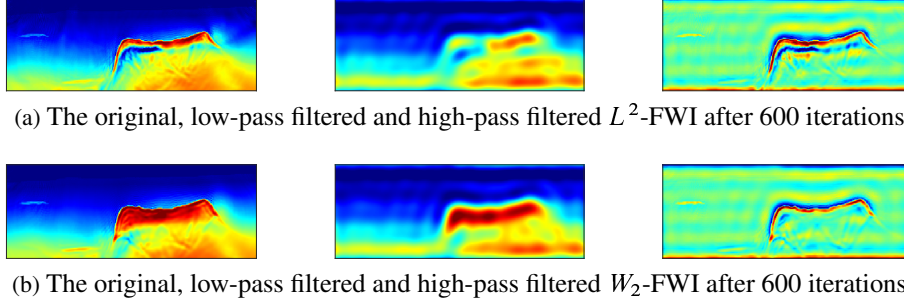 (a) The original, low-pass filtered and high-pass filtered L²-FWI after 600 iterations
(b) The original, low-pass filtered and high-pass filtered W₂-FWI after 600 iterations